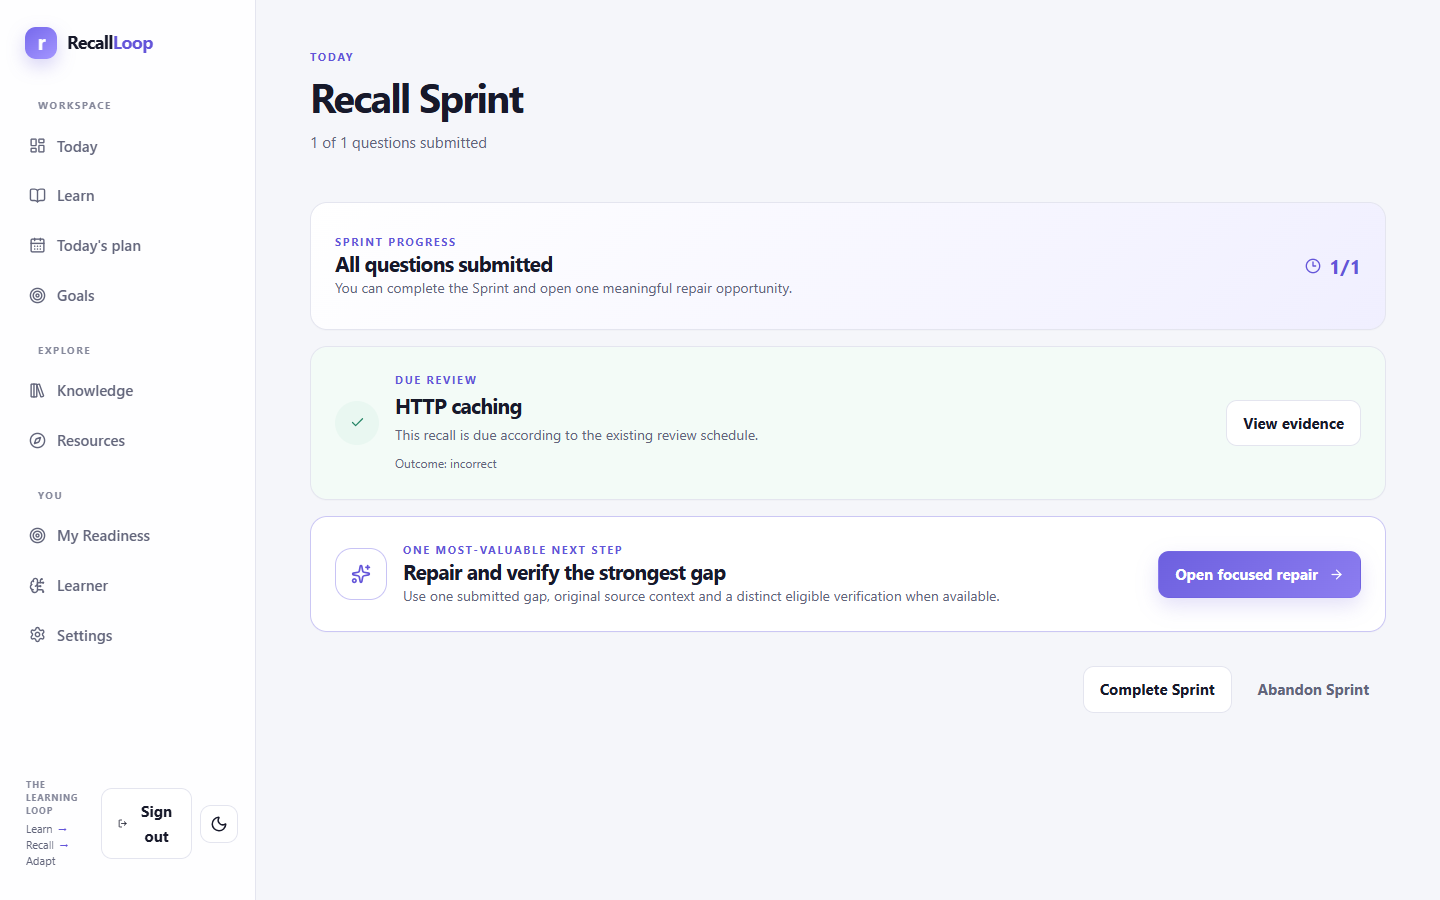 r RecallLoop
WORKSPACE
Today
Learn
Today's plan
Goals
EXPLORE
Knowledge
Resources
YOU
My Readiness
Learner
Settings
THE
LEARNING
LOOP
Learn →
Recall →
Adapt
Sign
out
TODAY
Recall Sprint
1 of 1 questions submitted
SPRINT PROGRESS
All questions submitted
You can complete the Sprint and open one meaningful repair opportunity.
1/1
DUE REVIEW
HTTP caching
This recall is due according to the existing review schedule.
Outcome: incorrect
View evidence
ONE MOST-VALUABLE NEXT STEP
Repair and verify the strongest gap
Use one submitted gap, original source context and a distinct eligible verification when available.
Open focused repair →
Complete Sprint
Abandon Sprint